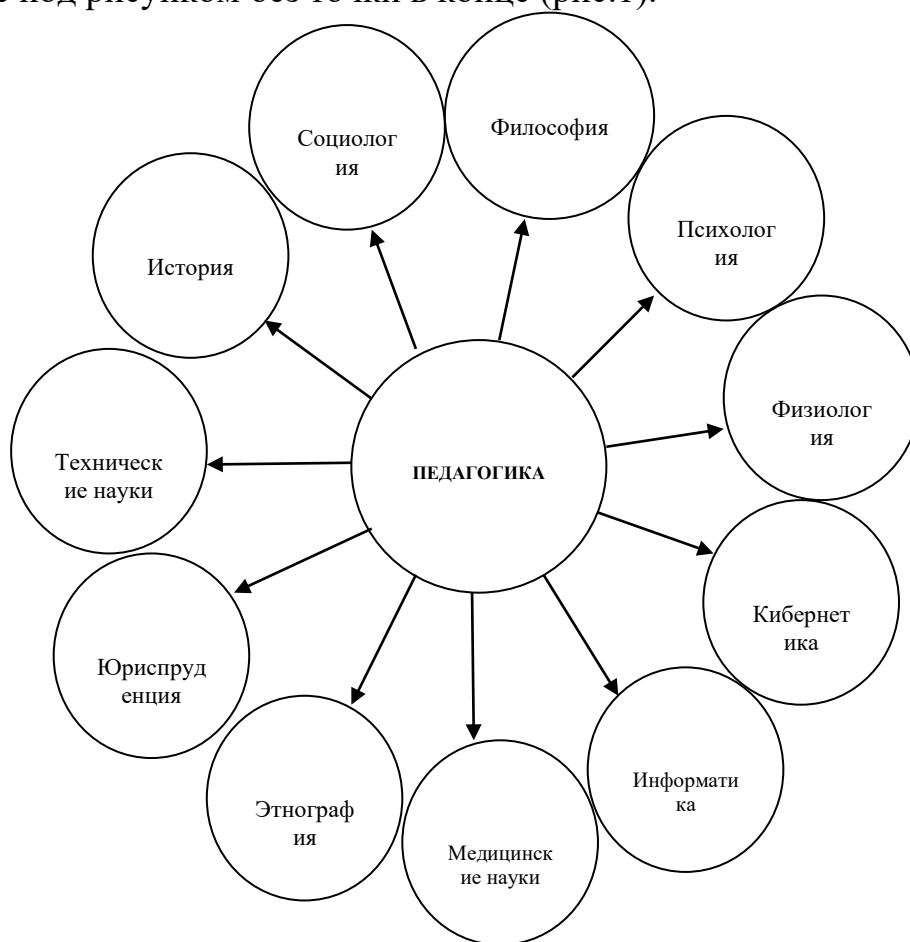 под рисунком без точки в конце (рис.1).
Социолог
ия
Философия
Психолог
ия
История
Физиолог
ия
Техническ
ие науки
ПЕДАГОГИКА
Кибернет
ика
Юриспруд
енция
Информати
ка
Этнограф
ия
Медицинск
ие науки